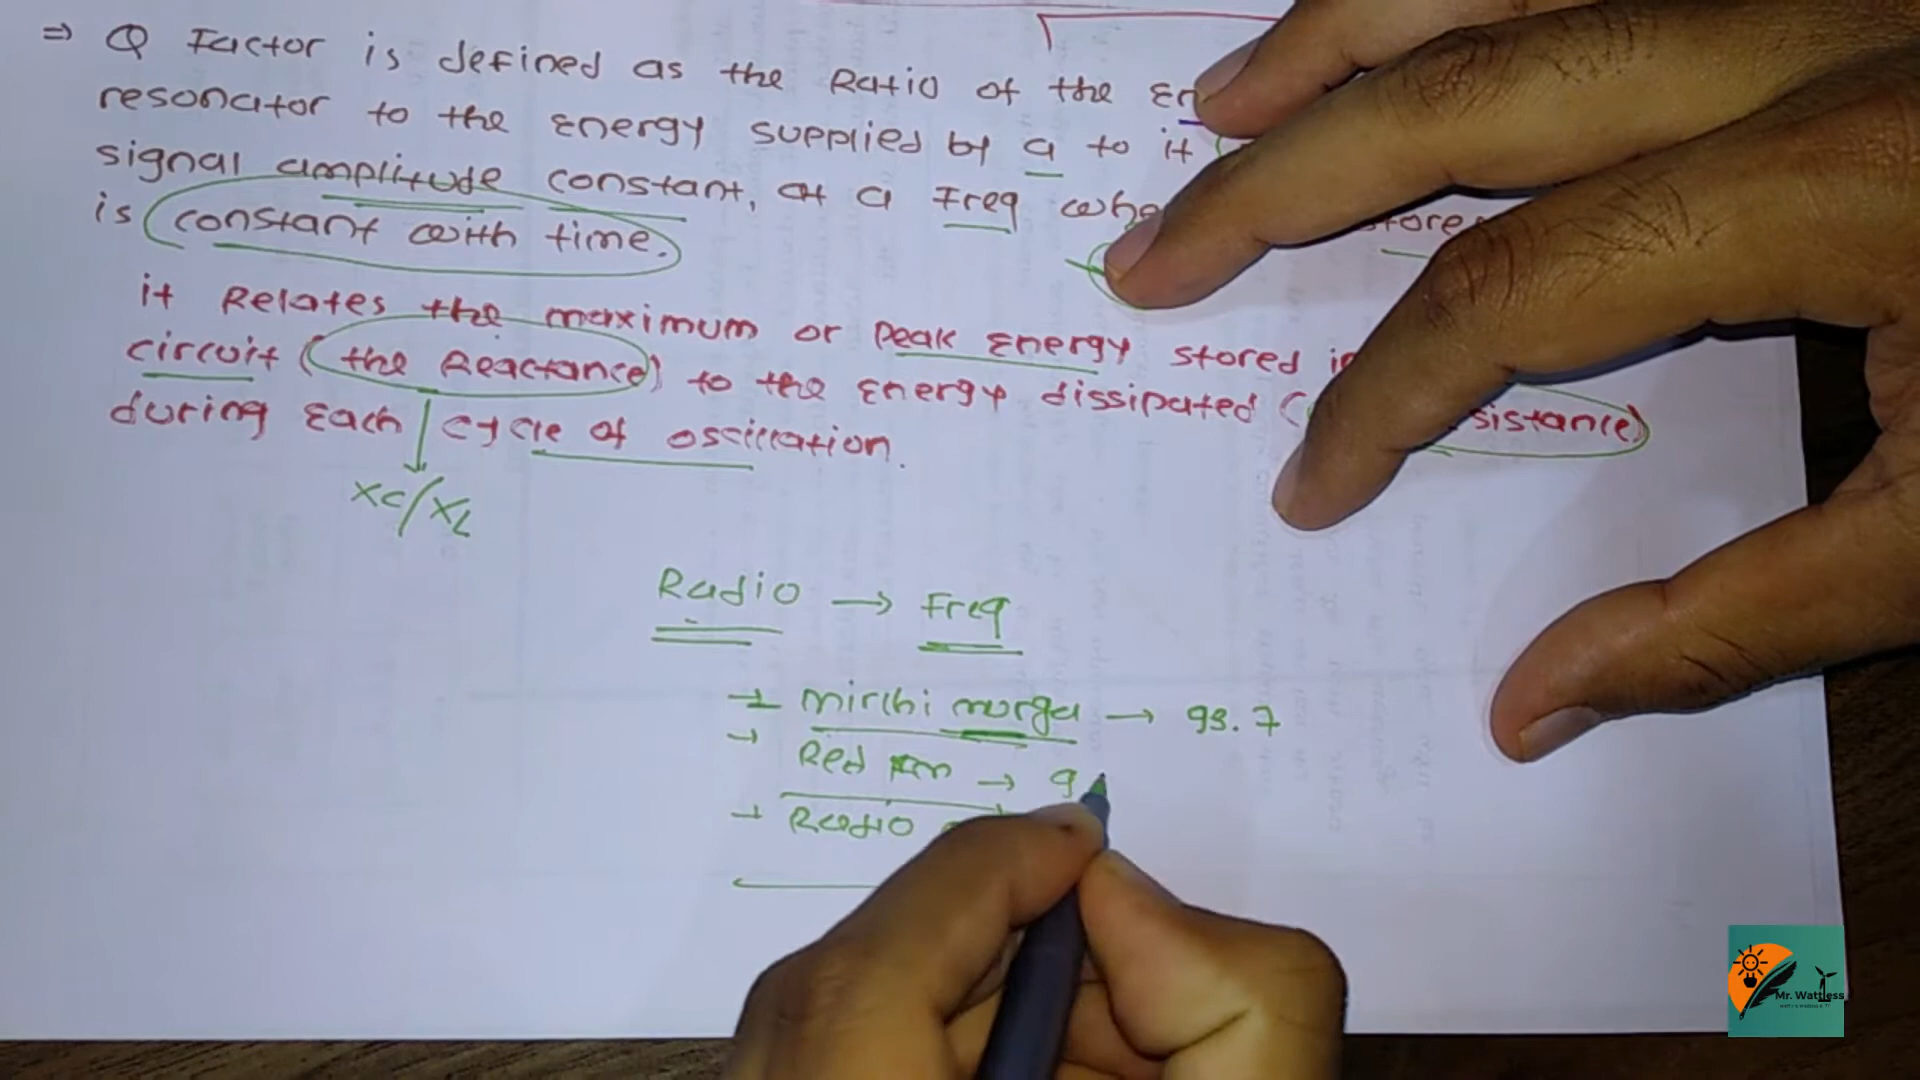 ⇒ Q Factor is defined as the Ratio of the
resonator to the Energy supplied by a to it
signal amplitude constant, at a Freq
is constant with time.
it Relates the maximum or peak Energy stored
circuit (the Reactance) to the Energy dissipated (
during Each cycle of oscillation.
Xc/XL
Radio → Freq
→ mirchi murga → 93.7
→ Red Fm → 9
→ Radio
Mr. Wattless